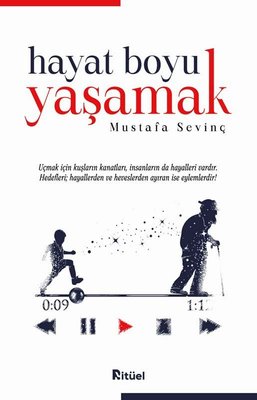 hayat boyu
yaşamak
Mustafa Sevinç
Uçmak için kuşların kanatları, insanların da hayalleri vardır.
Hedefleri; hayallerden ve heveslerden ayıran ise eylemlerdir!
0:09
1:12
Ritüel